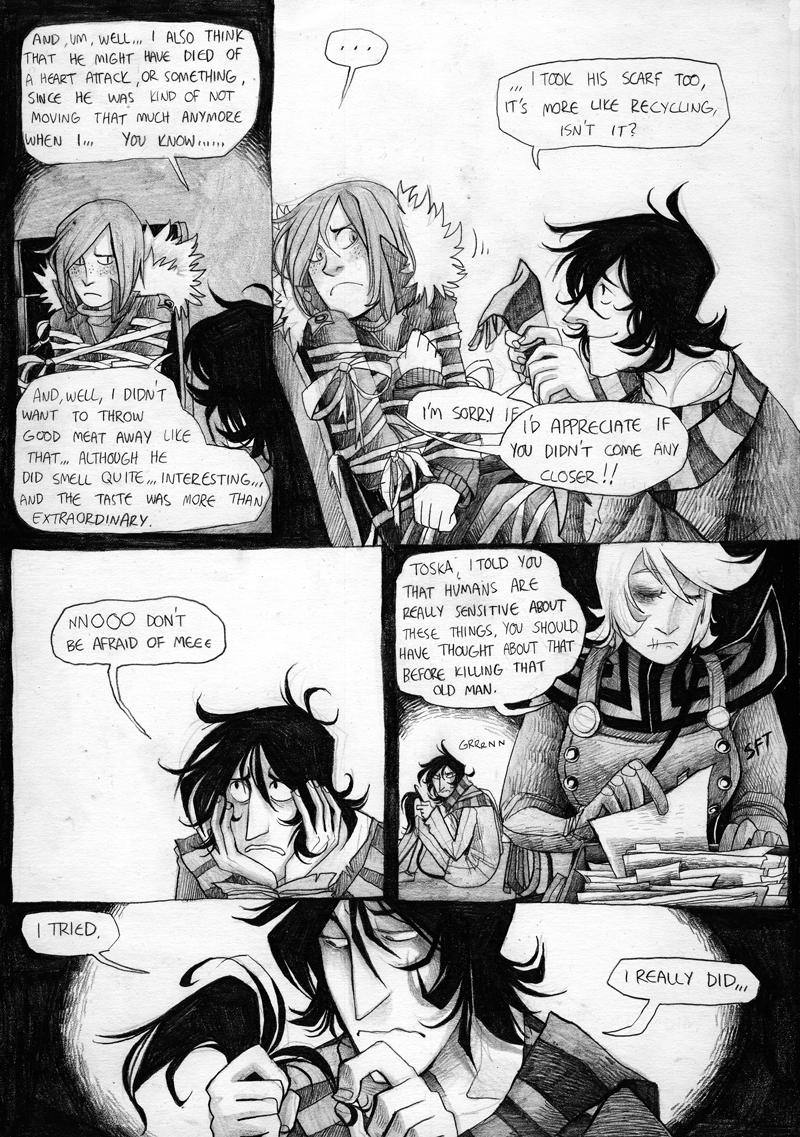 AND, UM, WELL... I ALSO THINK
THAT HE MIGHT HAVE DIED OF
A HEART ATTACK, OR SOMETHING,
SINCE HE WAS KIND OF NOT
MOVING THAT MUCH ANYMORE
WHEN I... YOU KNOW......
AND, WELL, I DIDN'T
WANT TO THROW
GOOD MEAT AWAY LIKE
THAT... ALTHOUGH HE
DID SMELL QUITE... INTERESTING...
AND THE TASTE WAS MORE THAN
EXTRAORDINARY.
...
... I TOOK HIS SCARF TOO,
IT'S MORE LIKE RECYCLING,
ISN'T IT?
I'M SORRY IF
I'D APPRECIATE IF
YOU DIDN'T COME ANY
CLOSER!!
NNOOO DON'T
BE AFRAID OF MEEE
TOSKA, I TOLD YOU
THAT HUMANS ARE
REALLY SENSITIVE ABOUT
THESE THINGS, YOU SHOULD
HAVE THOUGHT ABOUT THAT
BEFORE KILLING THAT
OLD MAN.
GRRRNN
SFT
I TRIED.
I REALLY DID...